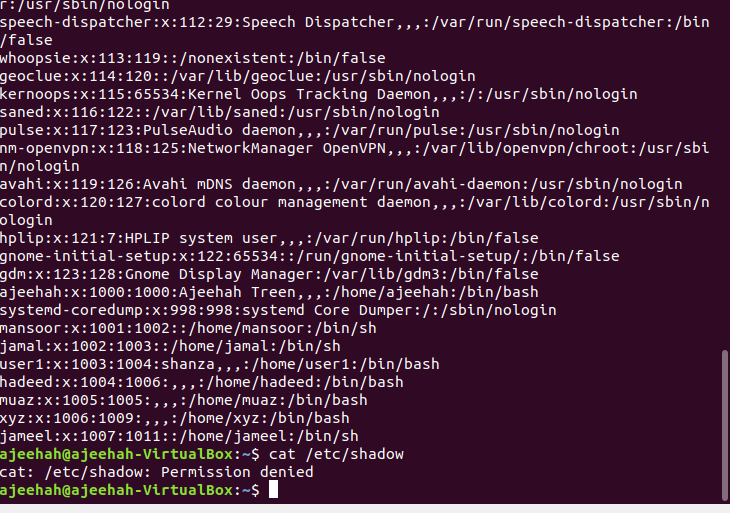 r:/usr/sbin/nologin
speech-dispatcher:x:112:29:Speech Dispatcher,,,:/var/run/speech-dispatcher:/bin
/false
whoopsie:x:113:119::/nonexistent:/bin/false
geoclue:x:114:120::/var/lib/geoclue:/usr/sbin/nologin
kernoops:x:115:65534:Kernel Oops Tracking Daemon,,,:/:/usr/sbin/nologin
saned:x:116:122::/var/lib/saned:/usr/sbin/nologin
pulse:x:117:123:PulseAudio daemon,,,:/var/run/pulse:/usr/sbin/nologin
nm-openvpn:x:118:125:NetworkManager OpenVPN,,,:/var/lib/openvpn/chroot:/usr/sbi
n/nologin
avahi:x:119:126:Avahi mDNS daemon,,,:/var/run/avahi-daemon:/usr/sbin/nologin
colord:x:120:127:colord colour management daemon,,,:/var/lib/colord:/usr/sbin/n
ologin
hplip:x:121:7:HPLIP system user,,,:/var/run/hplip:/bin/false
gnome-initial-setup:x:122:65534::/run/gnome-initial-setup/:/bin/false
gdm:x:123:128:Gnome Display Manager:/var/lib/gdm3:/bin/false
ajeehah:x:1000:1000:Ajeehah Treen,,,:/home/ajeehah:/bin/bash
systemd-coredump:x:998:998:systemd Core Dumper:/:/sbin/nologin
mansoor:x:1001:1002::/home/mansoor:/bin/sh
jamal:x:1002:1003::/home/jamal:/bin/sh
user1:x:1003:1004:shanza,,,:/home/user1:/bin/bash
hadeed:x:1004:1006:,,,:/home/hadeed:/bin/bash
muaz:x:1005:1005:,,,:/home/muaz:/bin/bash
xyz:x:1006:1009:,,,:/home/xyz:/bin/bash
jameel:x:1007:1011::/home/jameel:/bin/sh
ajeehah@ajeehah-VirtualBox:~$ cat /etc/shadow
cat: /etc/shadow: Permission denied
ajeehah@ajeehah-VirtualBox:~$